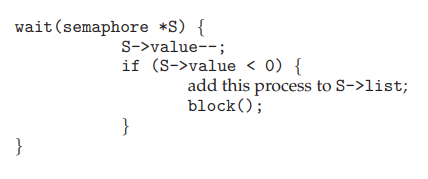 wait(semaphore *S) {
S->value--;
if (S->value < 0) {
add this process to S->list;
block();
}
}